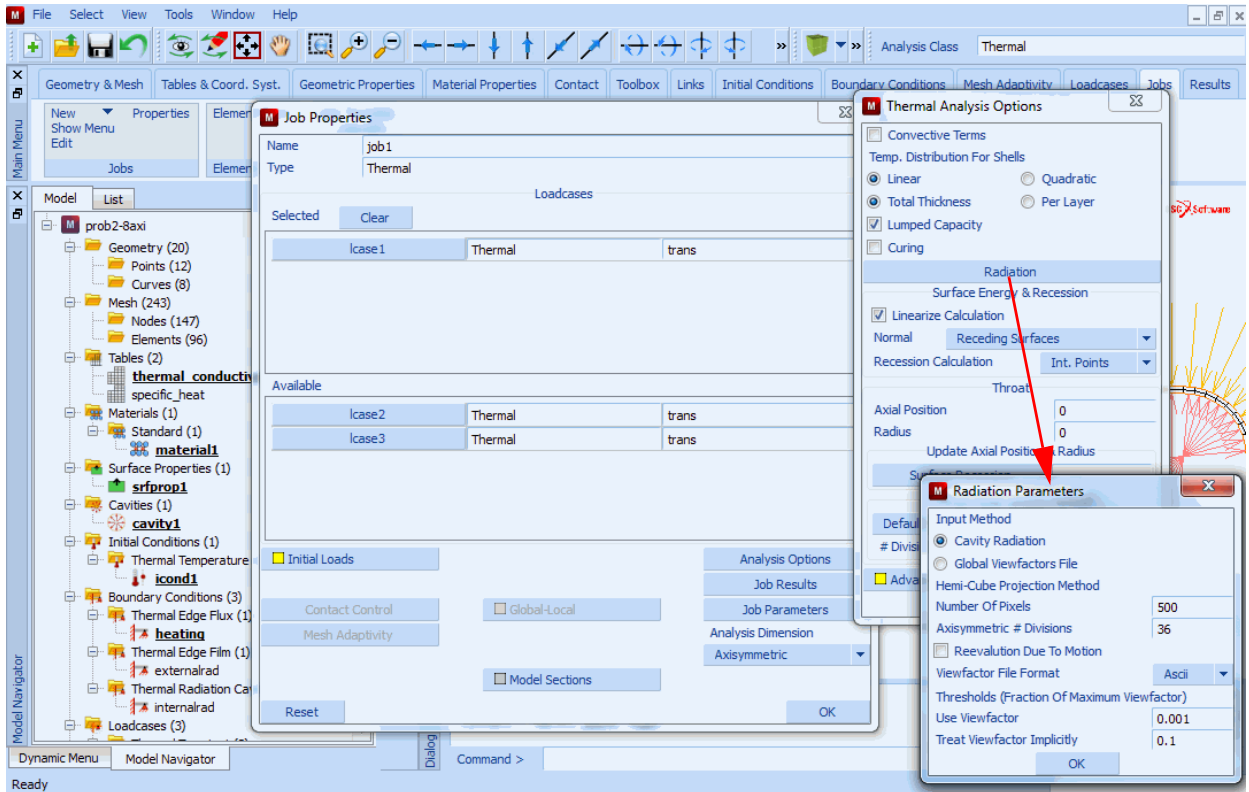 M File Select View Tools Window Help
» » Analysis Class Thermal
Geometry & Mesh Tables & Coord. Syst. Geometric Properties Material Properties Contact Toolbox Links Initial Conditions Boundary Conditions Mesh Adaptivity Loadcases Jobs Results
Main Menu
New Properties
Show Menu
Edit
Jobs
Elemen
Elemen
Model List
Model Navigator
prob2-8axi
Geometry (20)
Points (12)
Curves (8)
Mesh (243)
Nodes (147)
Elements (96)
Tables (2)
thermal_conductiv
specific_heat
Materials (1)
Standard (1)
material1
Surface Properties (1)
srfprop1
Cavities (1)
cavity1
Initial Conditions (1)
Thermal Temperature
icond1
Boundary Conditions (3)
Thermal Edge Flux (1)
heating
Thermal Edge Film (1)
externalrad
Thermal Radiation Ca
internalrad
Loadcases (3)
Dynamic Menu Model Navigator
Ready
Job Properties
Name job1
Type Thermal
Loadcases
Selected Clear
lcase1 Thermal trans
Available
lcase2 Thermal trans
lcase3 Thermal trans
Initial Loads Analysis Options
Job Results
Contact Control Global-Local Job Parameters
Mesh Adaptivity Analysis Dimension
Axisymmetric
Model Sections
Reset OK
Dialog
Command >
Thermal Analysis Options
Convective Terms
Temp. Distribution For Shells
Linear Quadratic
Total Thickness Per Layer
Lumped Capacity
Curing
Radiation
Surface Energy & Recession
Linearize Calculation
Normal Receding Surfaces
Recession Calculation Int. Points
Throat
Axial Position 0
Radius 0
Update Axial Position & Radius
Defaul
# Divisi
Adva
Software
Radiation Parameters
Input Method
Cavity Radiation
Global Viewfactors File
Hemi-Cube Projection Method
Number Of Pixels 500
Axisymmetric # Divisions 36
Reevalution Due To Motion
Viewfactor File Format Ascii
Thresholds (Fraction Of Maximum Viewfactor)
Use Viewfactor 0.001
Treat Viewfactor Implicitly 0.1
OK